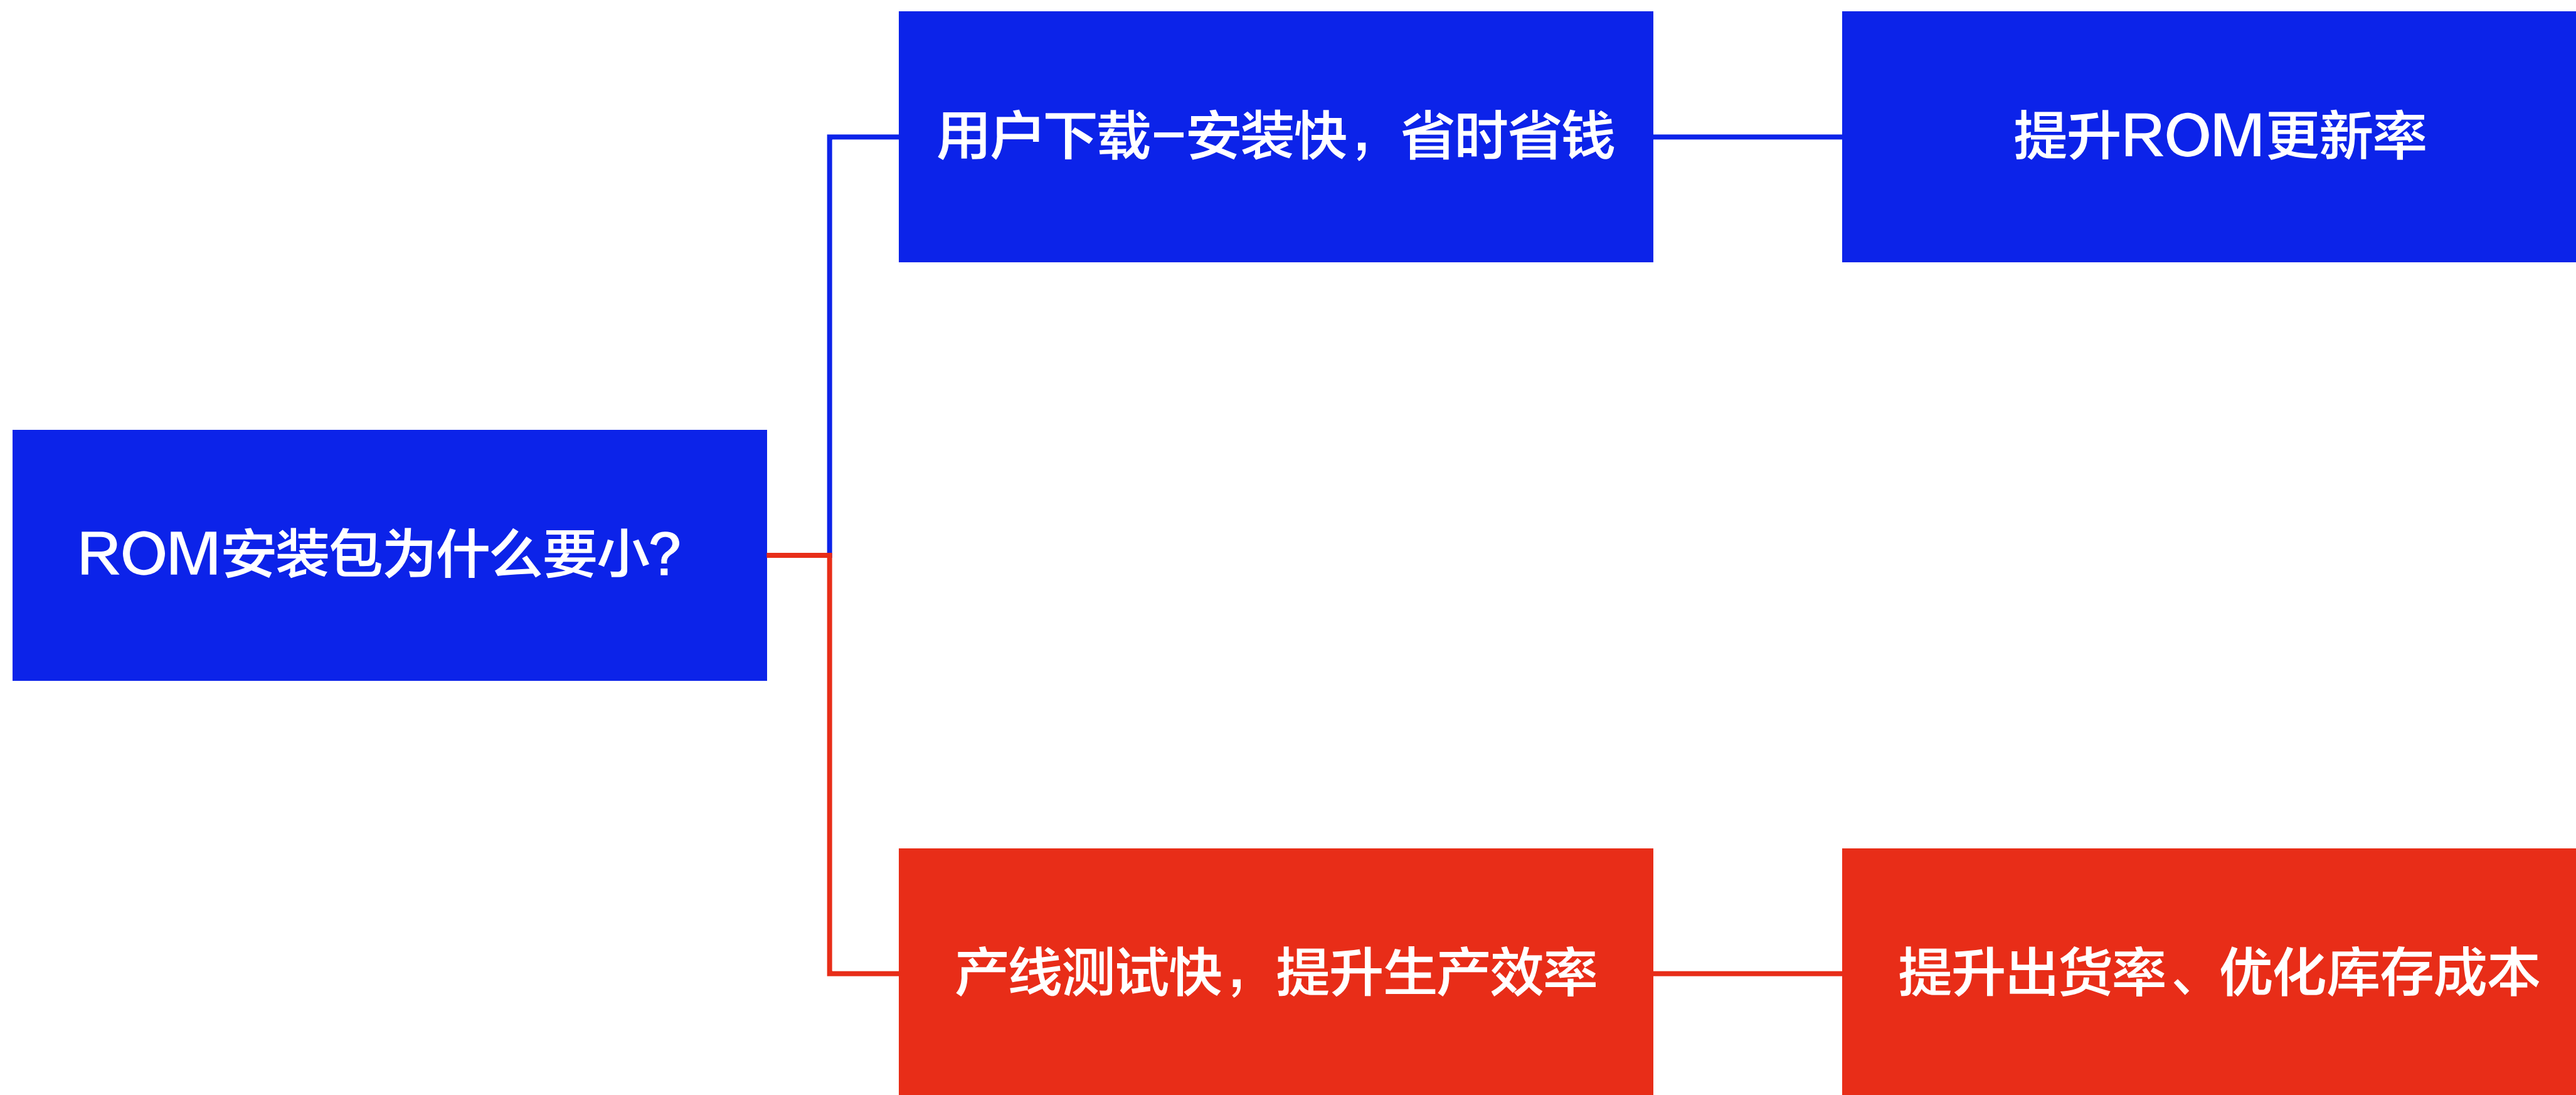 用户下载-安装快，省时省钱
提升ROM更新率
ROM安装包为什么要小?
产线测试快，提升生产效率
提升出货率、优化库存成本